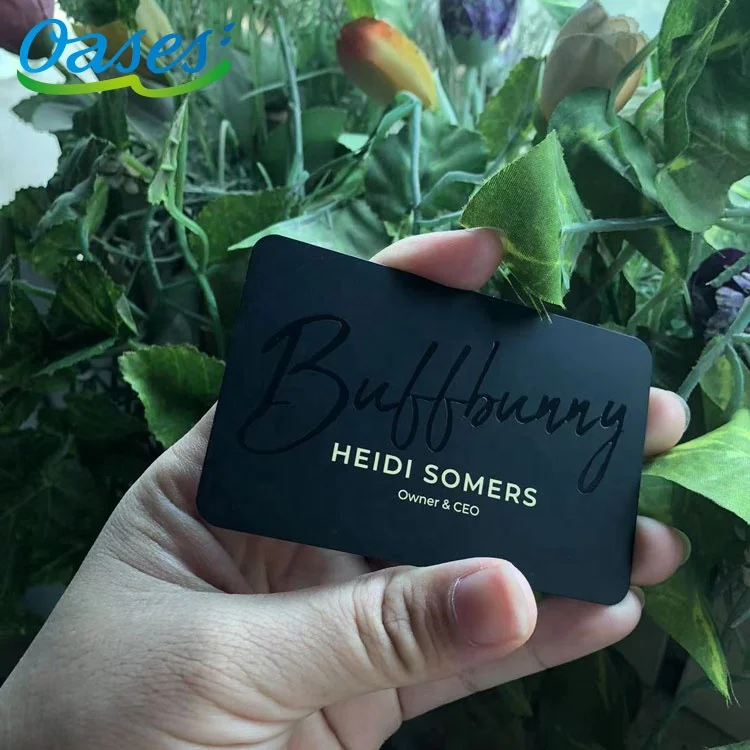 Oases
Buffbunny
HEIDI SOMERS
Owner & CEO